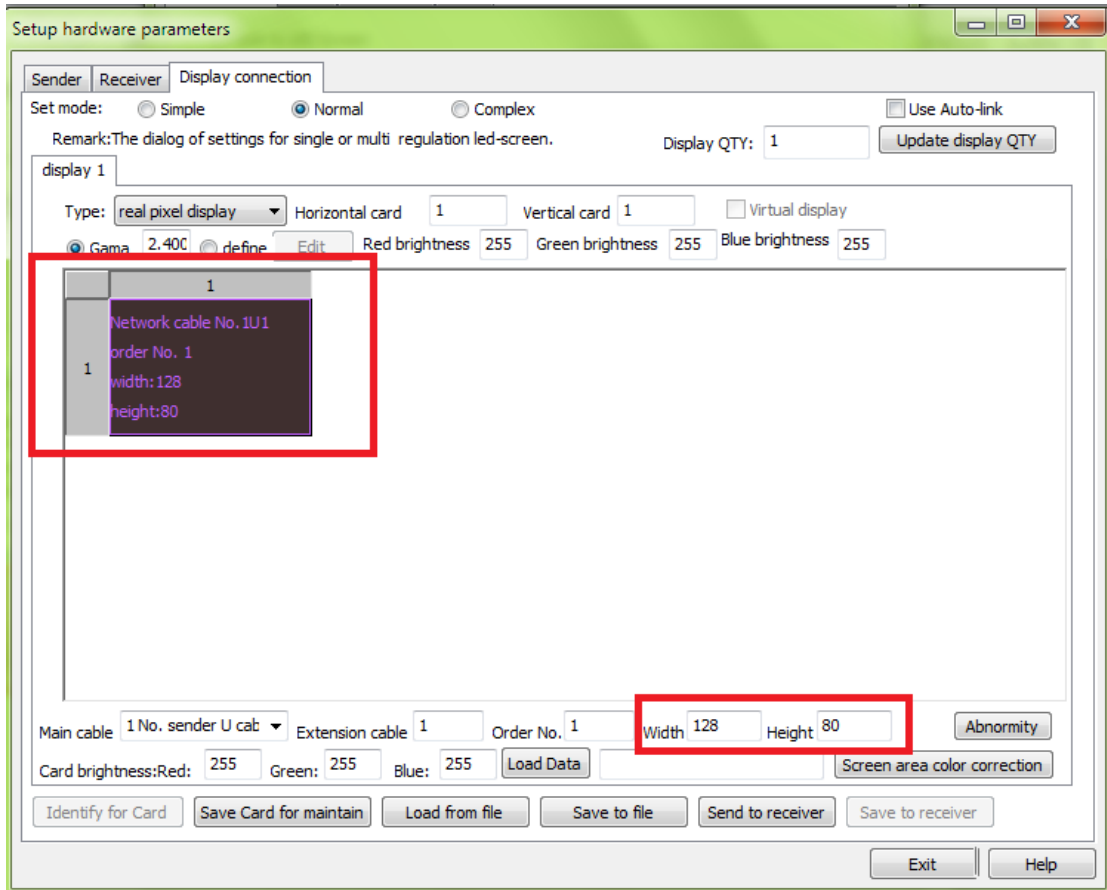 Setup hardware parameters
Sender Receiver Display connection
Set mode: Simple Normal Complex Use Auto-link
Remark:The dialog of settings for single or multi regulation led-screen. Display QTY: 1 Update display QTY
display 1
Type: real pixel display Horizontal card 1 Vertical card 1 Virtual display
Gama 2.400 define Edit Red brightness 255 Green brightness 255 Blue brightness 255
1
Network cable No.1U1
order No. 1
1
width:128
height:80
Main cable 1 No. sender U cab Extension cable 1 Order No. 1 Width 128 Height 80 Abnormity
Card brightness:Red: 255 Green: 255 Blue: 255 Load Data Screen area color correction
Identify for Card Save Card for maintain Load from file Save to file Send to receiver Save to receiver
Exit Help